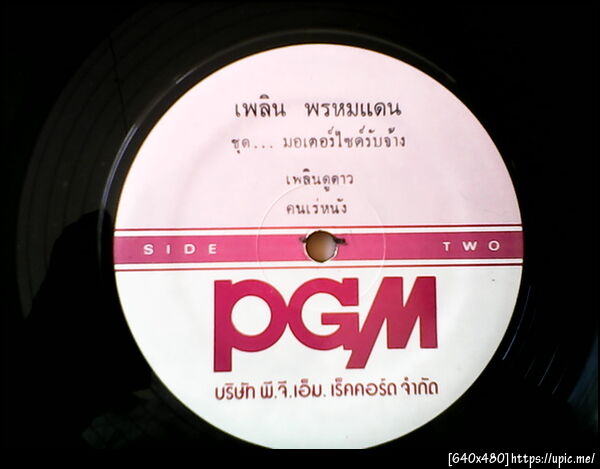 เพลิน พรหมแดน
ชุด... มอเตอร์ไซด์รับจ้าง
เพลินดูดาว
คนเร่หนัง
SIDE TWO
PGM
บริษัท พี.จี.เอ็ม. เร็คคอร์ด จำกัด
[640x480]https://upic.me/